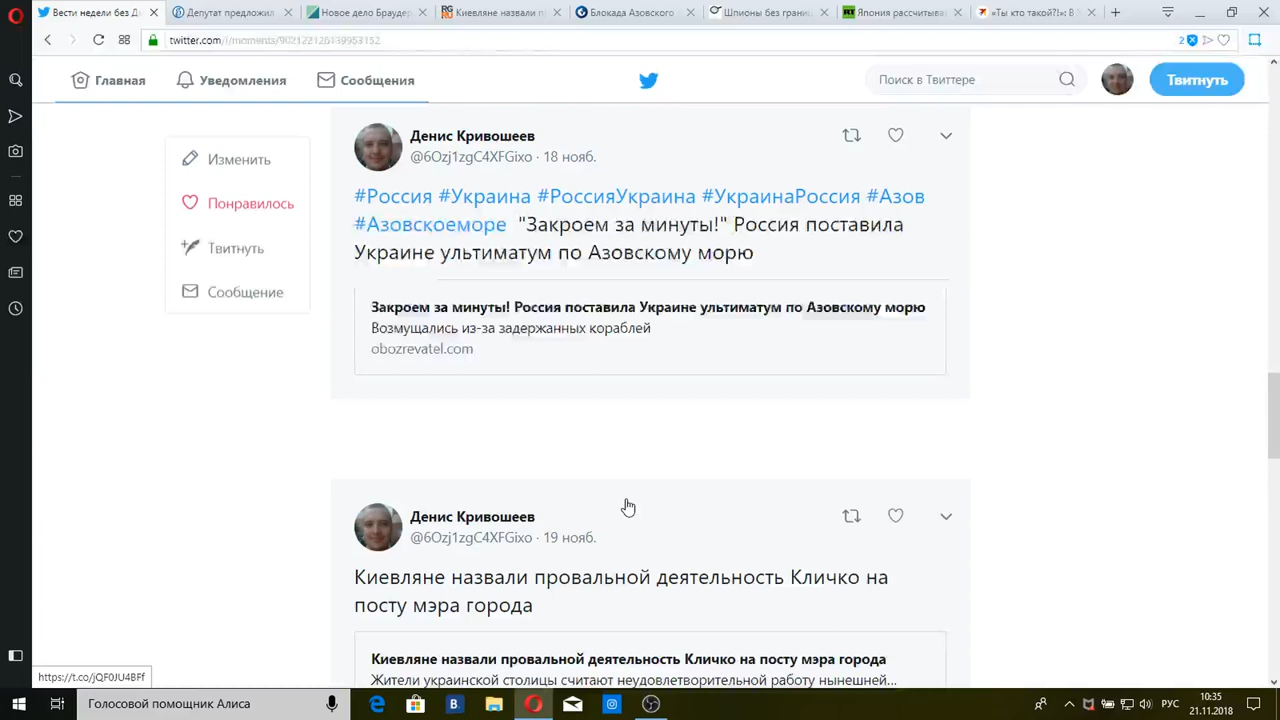 Вести недели без Д
Депутат предложил
Новое дело Брауде
Киевляне назвали п
Блокада Азовского
Шпионы без грани
Япония рассчитыва
«Ты кто такой?!»: В
twitter.com/i/moments/902122126139953152
2
Главная
Уведомления
Сообщения
Поиск в Твиттере
Твитнуть
Изменить
Понравилось
Твитнуть
Сообщение
Денис Кривошеев
@6Ozj1zgC4XFGixo · 18 нояб.
#Россия #Украина #РоссияУкраина #УкраинаРоссия #Азов
#Азовскоеморе "Закроем за минуты!" Россия поставила
Украине ультиматум по Азовскому морю
Закроем за минуты! Россия поставила Украине ультиматум по Азовскому морю
Возмущались из-за задержанных кораблей
obozrevatel.com
Денис Кривошеев
@6Ozj1zgC4XFGixo · 19 нояб.
Киевляне назвали провальной деятельность Кличко на
посту мэра города
Киевляне назвали провальной деятельность Кличко на посту мэра города
Жители украинской столицы считают неудовлетворительной работу нынешней...
https://t.co/jQF0JU4BFf
Голосовой помощник Алиса
РУС
10:35
21.11.2018